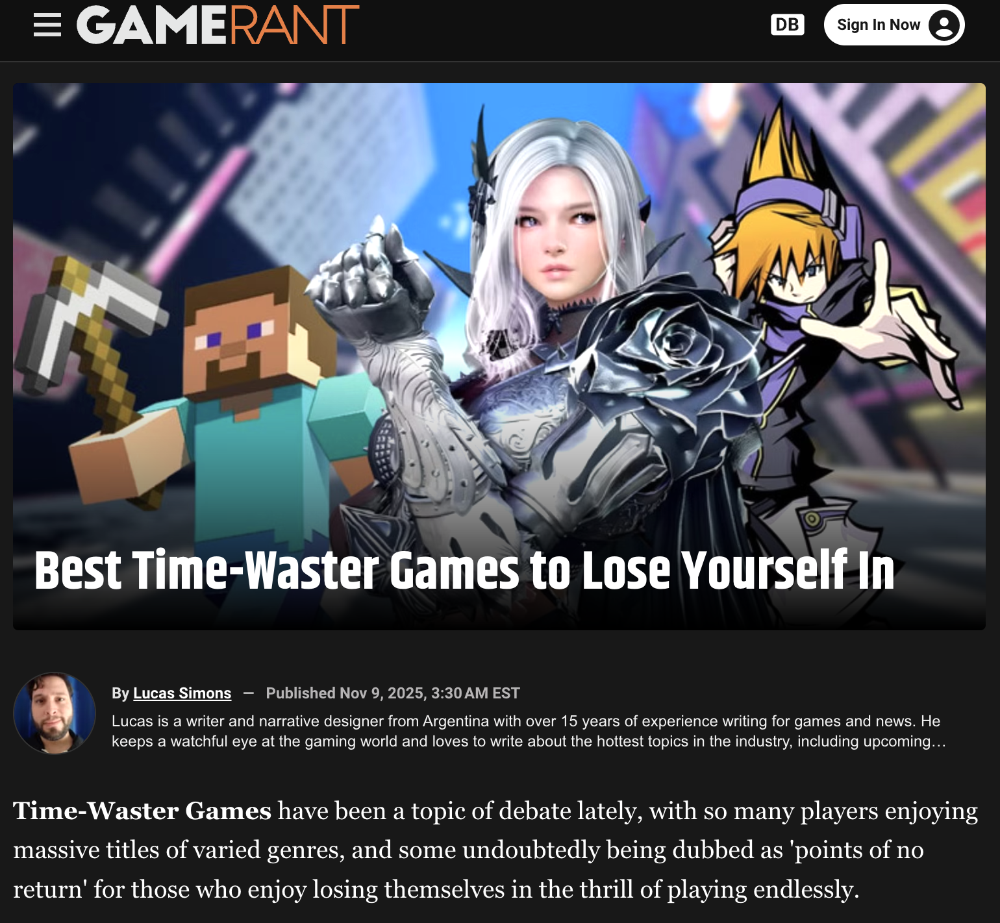 GAMERANT
DB
Sign In Now
Best Time-Waster Games to Lose Yourself In
By Lucas Simons — Published Nov 9, 2025, 3:30 AM EST
Lucas is a writer and narrative designer from Argentina with over 15 years of experience writing for games and news. He
keeps a watchful eye at the gaming world and loves to write about the hottest topics in the industry, including upcoming…
Time-Waster Games have been a topic of debate lately, with so many players enjoying
massive titles of varied genres, and some undoubtedly being dubbed as 'points of no
return' for those who enjoy losing themselves in the thrill of playing endlessly.